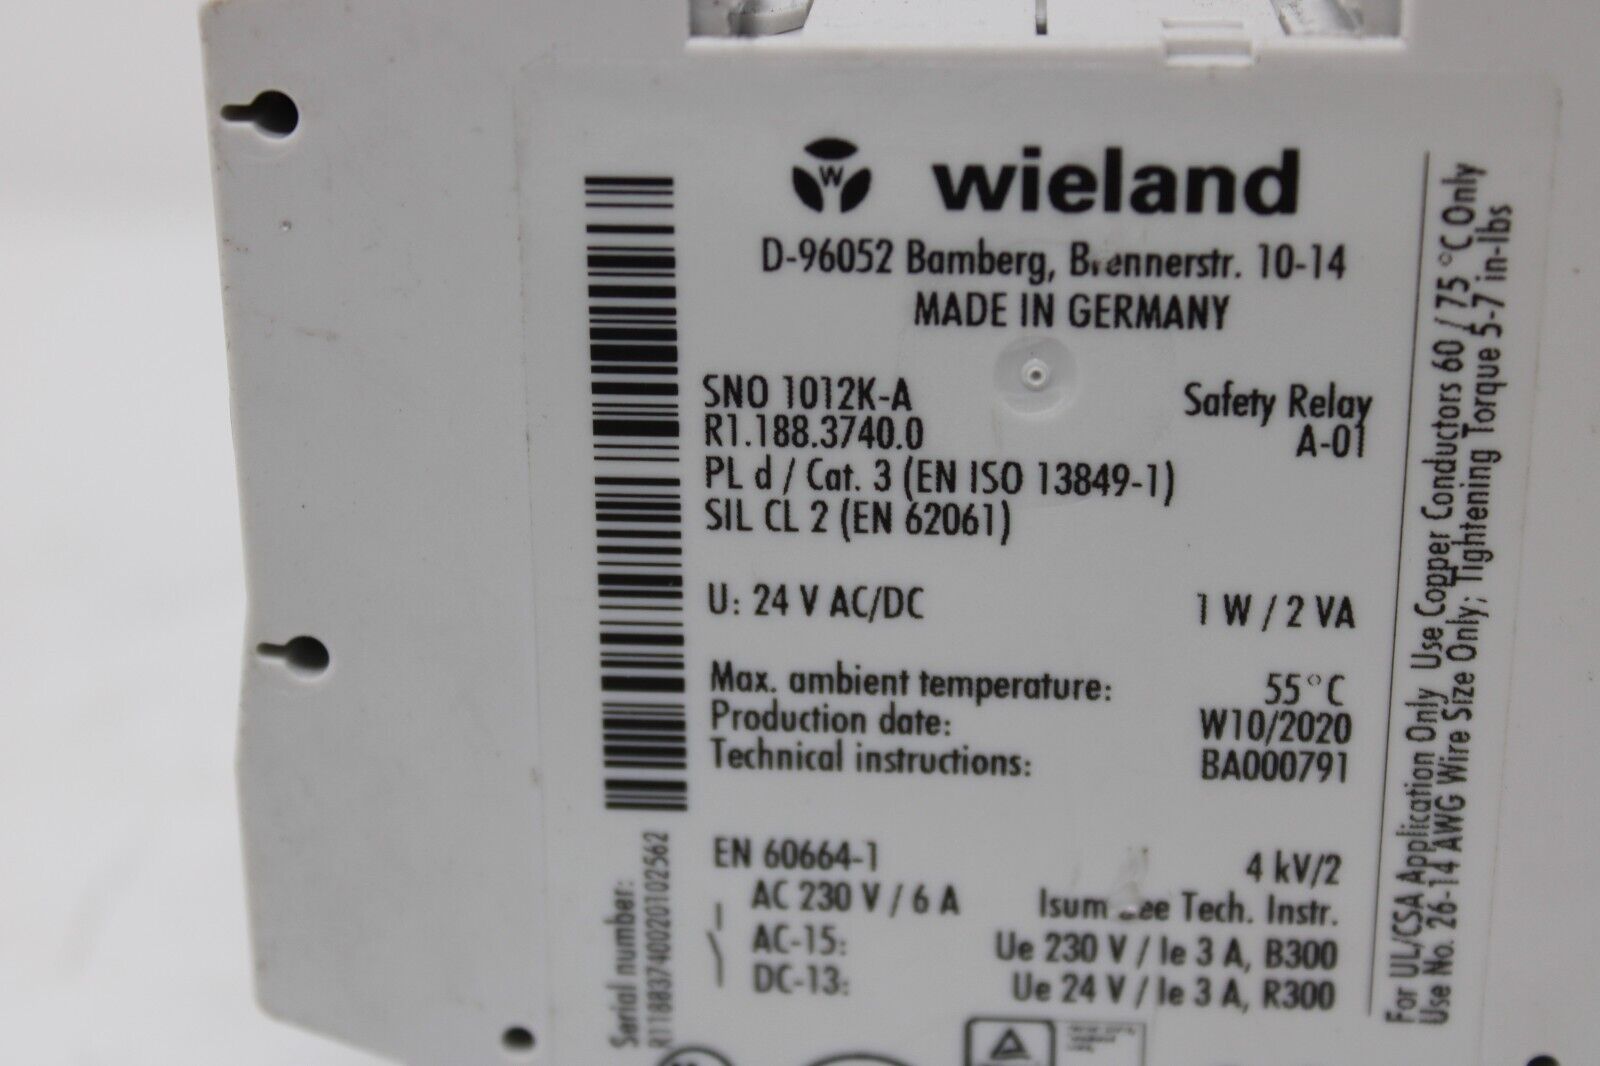 W wieland
D-96052 Bamberg, Brennerstr. 10-14
MADE IN GERMANY
SNO 1012K-A
Safety Relay
R1.188.3740.0
A-01
PL d / Cat. 3 (EN ISO 13849-1)
SIL CL 2 (EN 62061)
U: 24 V AC/DC 1 W / 2 VA
Max. ambient temperature: 55°C
Production date: W10/2020
Technical instructions: BA000791
EN 60664-1 4 kV/2
AC 230 V / 6 A Isum see Tech. Instr.
AC-15: Ue 230 V / Ie 3 A, B300
DC-13: Ue 24 V / Ie 3 A, R300
Serial number:
R11883740020102562
For UL/CSA Application Only Use Copper Conductors 60 / 75 °C Only
Use No. 26-14 AWG Wire Size Only; Tightening Torque 5-7 in-lbs